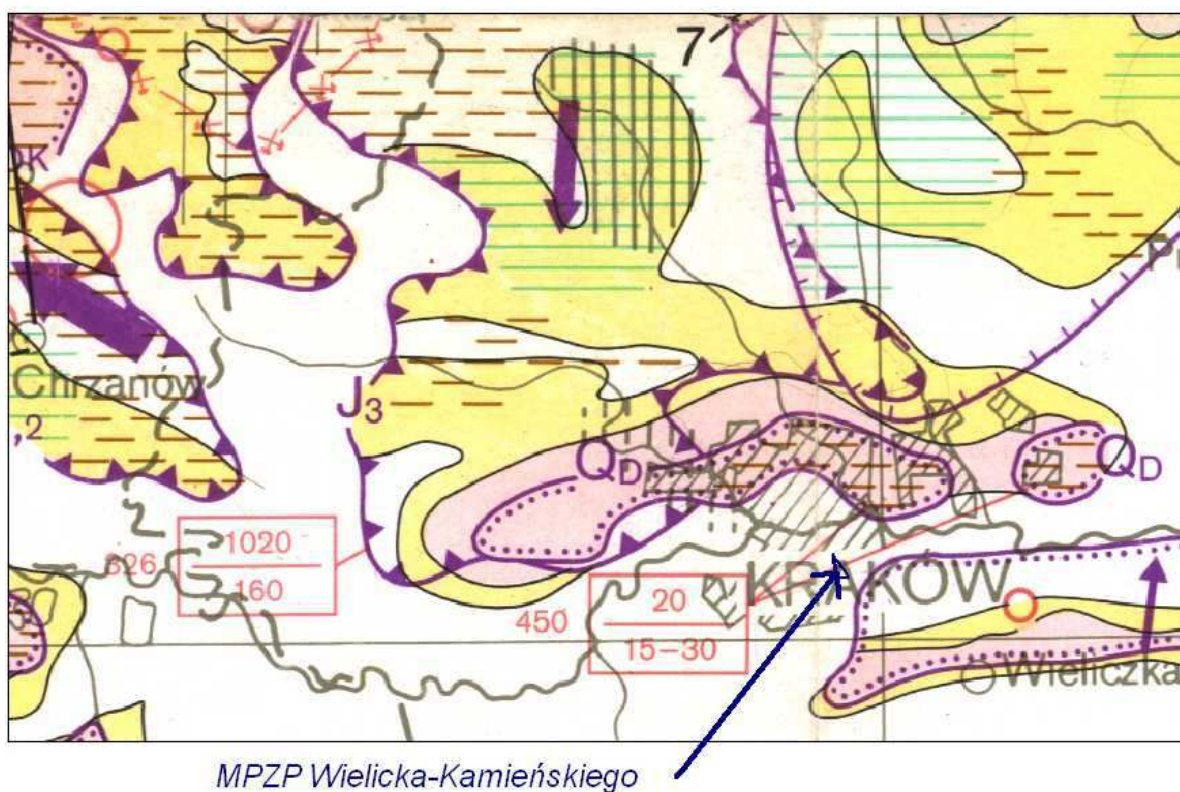 7
Chrzanów
,2
J3
QD
QD
326
1020
160
450
20
15-30
KRAKÓW
Wieliczka
MPZP Wielicka-Kamieńskiego